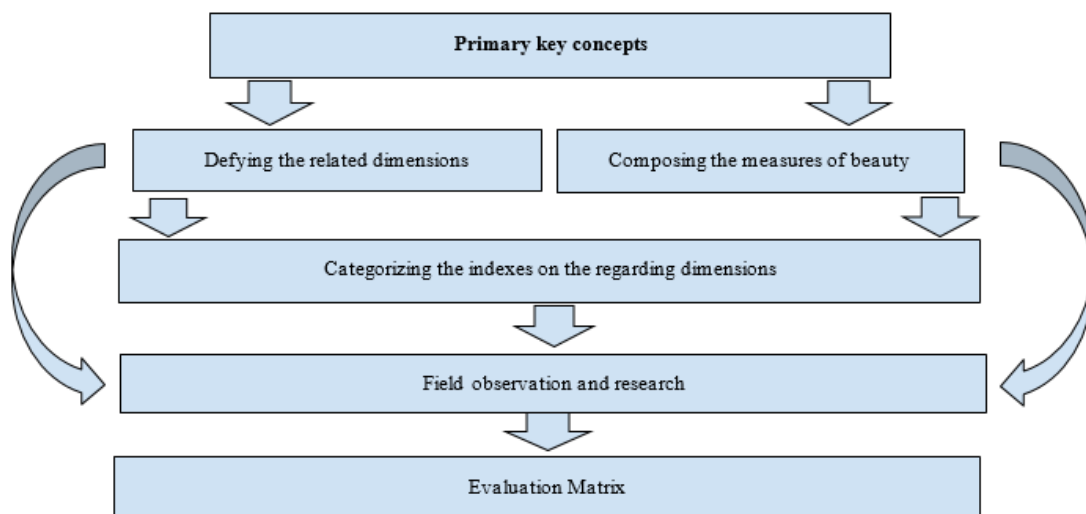 Primary key concepts
Defying the related dimensions
Composing the measures of beauty
Categorizing the indexes on the regarding dimensions
Field observation and research
Evaluation Matrix